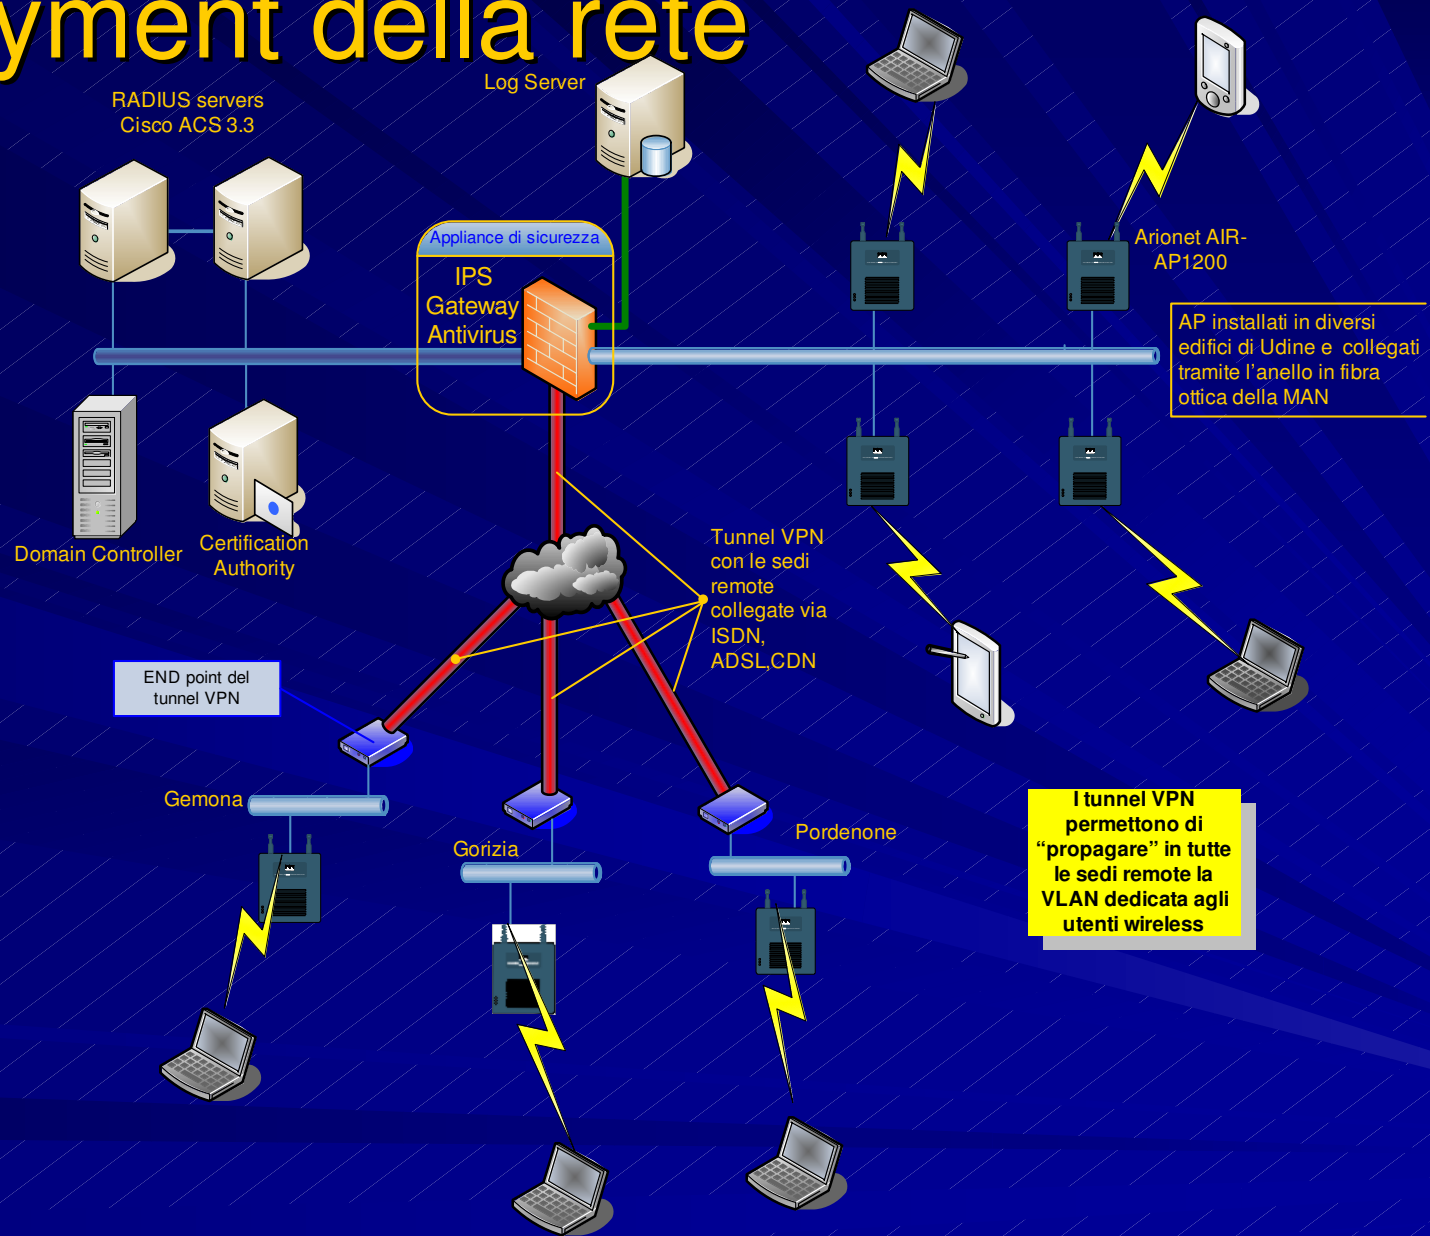 yment della rete
Log Server
RADIUS servers
Cisco ACS 3.3
Appliance di sicurezza
IPS
Gateway
Antivirus
Arionet AIR-
AP1200
AP installati in diversi
edifici di Udine e collegati
tramite l'anello in fibra
ottica della MAN
Domain Controller
Certification
Authority
Tunnel VPN
con le sedi
remote
collegate via
ISDN,
ADSL,CDN
END point del
tunnel VPN
Gemona
Gorizia
Pordenone
I tunnel VPN
permettono di
“propagare” in tutte
le sedi remote la
VLAN dedicata agli
utenti wireless